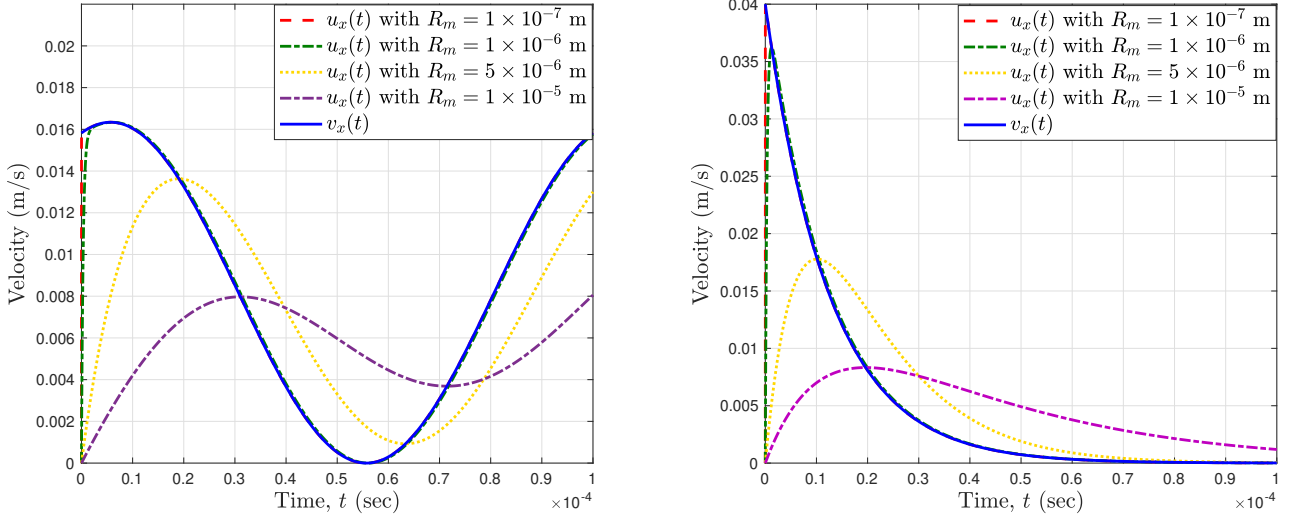 0.022
0.02
0.018
0.016
0.014
0.012
0.01
0.008
0.006
0.004
0.002
0
Velocity (m/s)
u_x(t) with R_m = 1 × 10^{-7} m
u_x(t) with R_m = 1 × 10^{-6} m
u_x(t) with R_m = 5 × 10^{-6} m
u_x(t) with R_m = 1 × 10^{-5} m
v_x(t)
0 0.1 0.2 0.3 0.4 0.5 0.6 0.7 0.8 0.9 1
Time, t (sec)
×10^{-4}
0.04
0.035
0.03
0.025
0.02
0.015
0.01
0.005
0
Velocity (m/s)
u_x(t) with R_m = 1 × 10^{-7} m
u_x(t) with R_m = 1 × 10^{-6} m
u_x(t) with R_m = 5 × 10^{-6} m
u_x(t) with R_m = 1 × 10^{-5} m
v_x(t)
0 0.1 0.2 0.3 0.4 0.5 0.6 0.7 0.8 0.9 1
Time, t (sec)
×10^{-4}